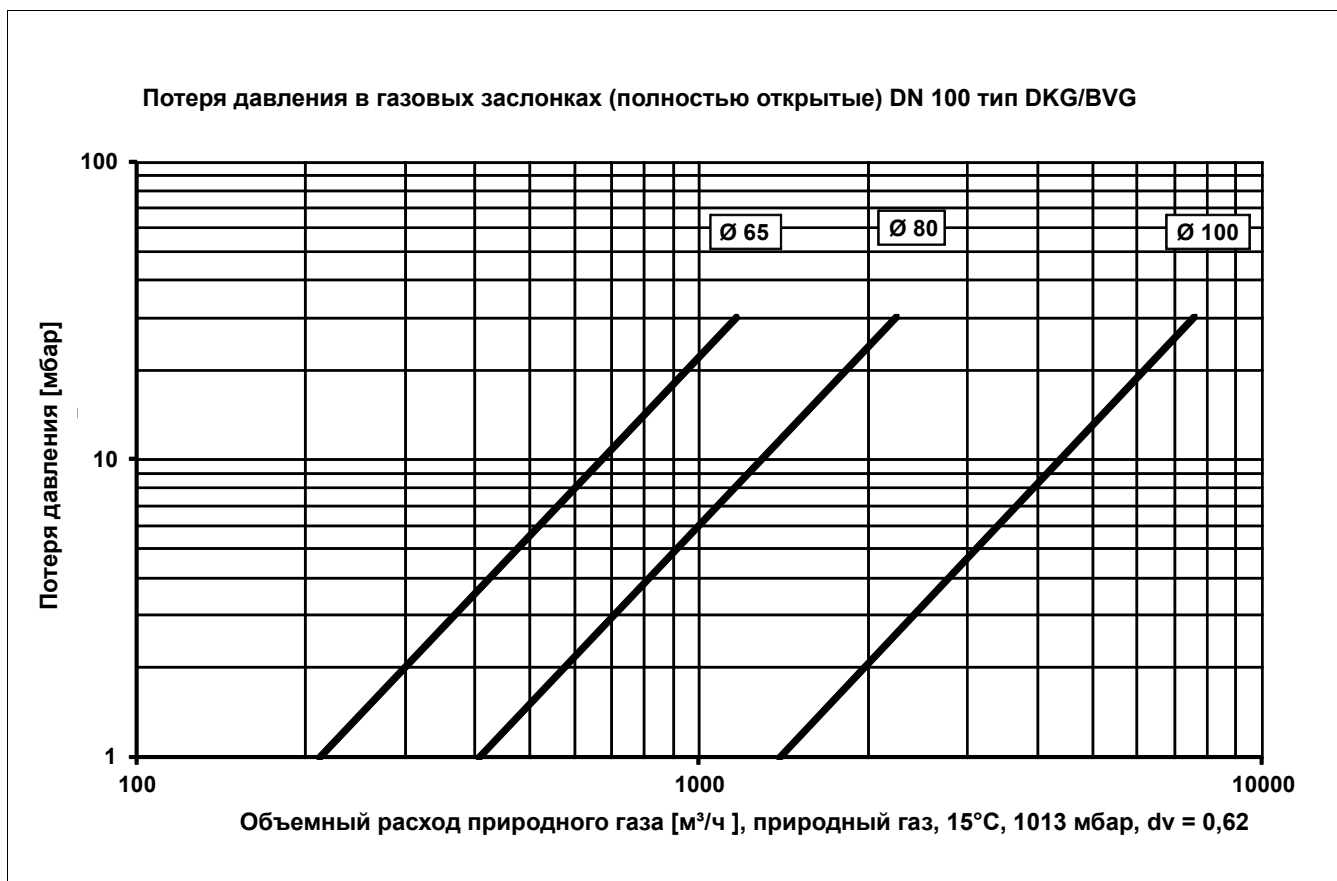 Потеря давления в газовых заслонках (полностью открытые) DN 100 тип DKG/BVG
100
Ø 65
Ø 80
Ø 100
Потеря давления [мбар]
10
1
100
1000
10000
Объемный расход природного газа [м³/ч ], природный газ, 15°C, 1013 мбар, dv = 0,62